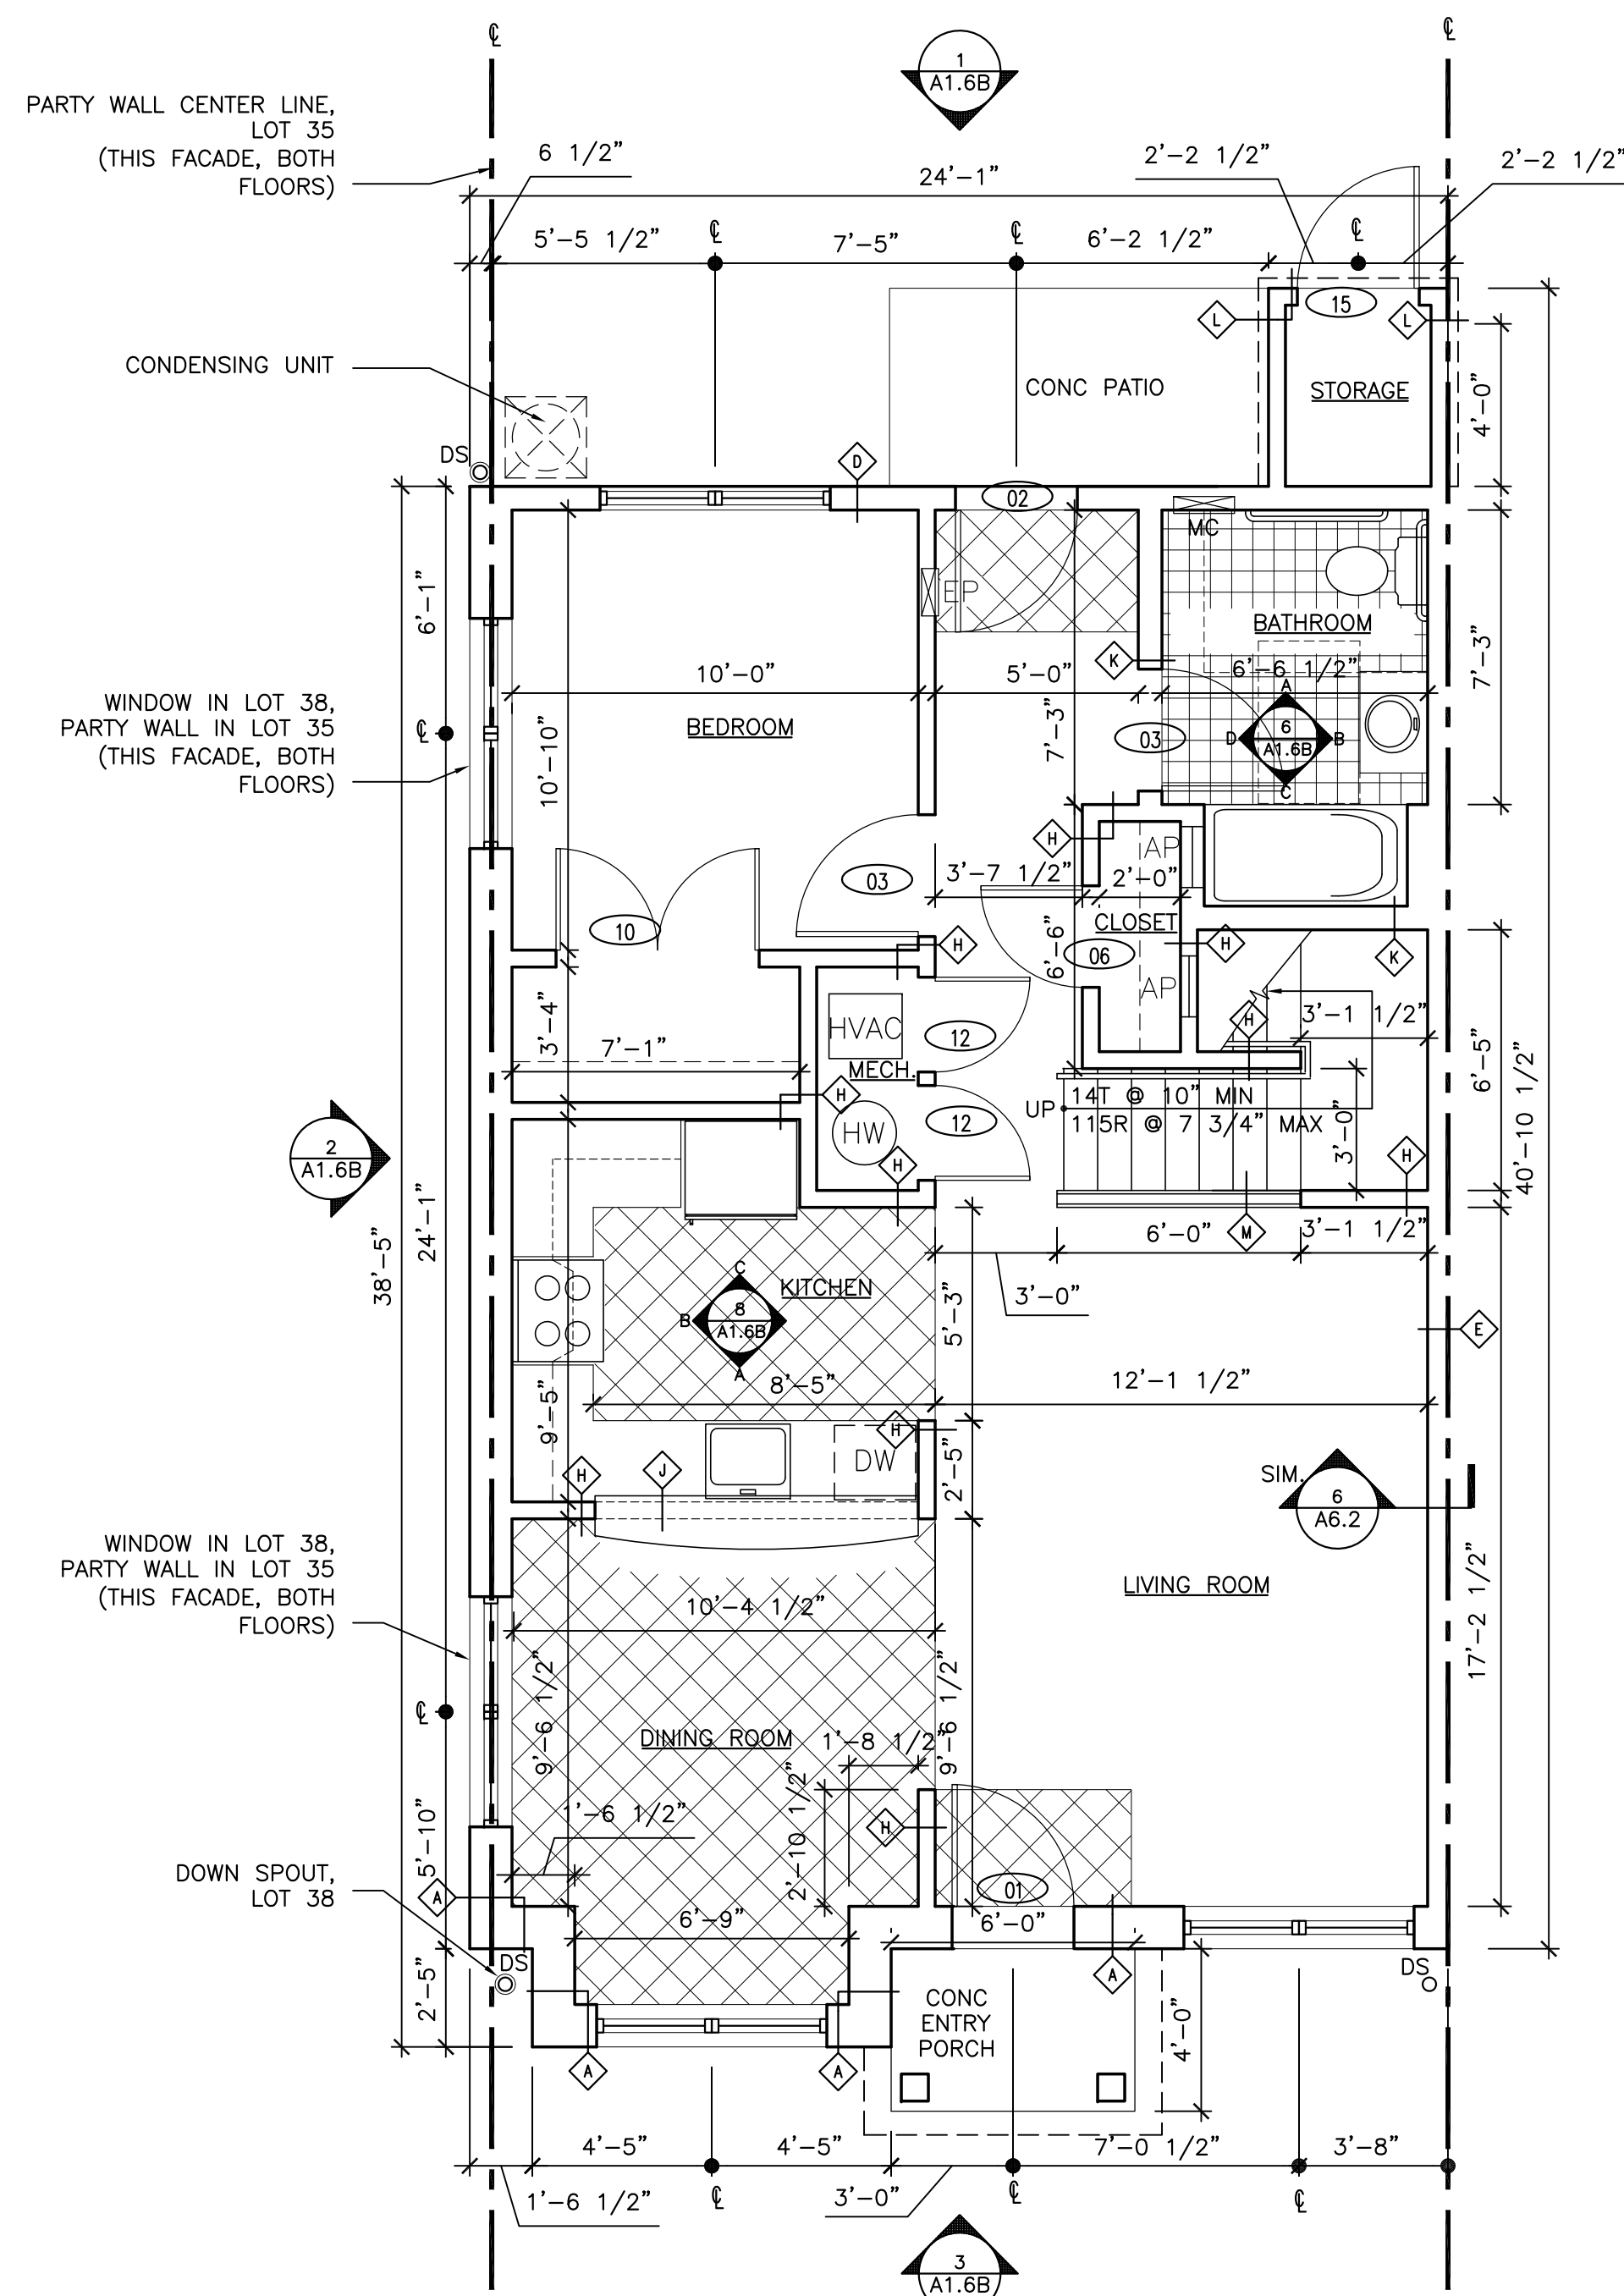 ℄
℄
1
A1.6B
PARTY WALL CENTER LINE,
LOT 35
(THIS FACADE, BOTH
FLOORS)
6 1/2"
24'-1"
2'-2 1/2"
2'-2 1/2"
5'-5 1/2"
℄
7'-5"
℄
6'-2 1/2"
℄
15
L
L
CONDENSING UNIT
CONC PATIO
STORAGE
4'-0"
DS
D
02
MC
EP
BATHROOM
6'-1"
7'-3"
K
10'-0"
5'-0"
6'-6 1/2"
WINDOW IN LOT 38,
PARTY WALL IN LOT 35
(THIS FACADE, BOTH
FLOORS)
℄
BEDROOM
10'-10"
7'-3"
03
A
6
A1.6B
D
B
C
H
AP
03
3'-7 1/2"
2'-0"
10
H
CLOSET
06
H
K
6'-6"
AP
HVAC
12
H
3'-1 1/2"
3'-4"
7'-1"
MECH.
6'-5"
40'-10 1/2"
H
UP
14T @ 10" MIN
115R @ 7 3/4" MAX
HW
12
3'-0"
H
H
2
A1.6B
24'-1"
38'-5"
6'-0"
M
3'-1 1/2"
3'-0"
KITCHEN
C
8
A1.6B
B
A
5'-3"
E
8'-5"
12'-1 1/2"
9'-5"
H
DW
H
J
2'-5"
SIM.
6
A6.2
WINDOW IN LOT 38,
PARTY WALL IN LOT 35
(THIS FACADE, BOTH
FLOORS)
LIVING ROOM
10'-4 1/2"
17'-2 1/2"
9'-6 1/2"
9'-6 1/2"
℄
DINING ROOM
1'-8 1/2"
1'-6 1/2"
2'-10 1/2"
H
5'-10"
DOWN SPOUT,
LOT 38
A
01
6'-9"
6'-0"
DS
A
DS
2'-5"
CONC
ENTRY
PORCH
4'-0"
A
A
4'-5"
4'-5"
7'-0 1/2"
3'-8"
1'-6 1/2"
℄
3'-0"
℄
℄
3
A1.6B